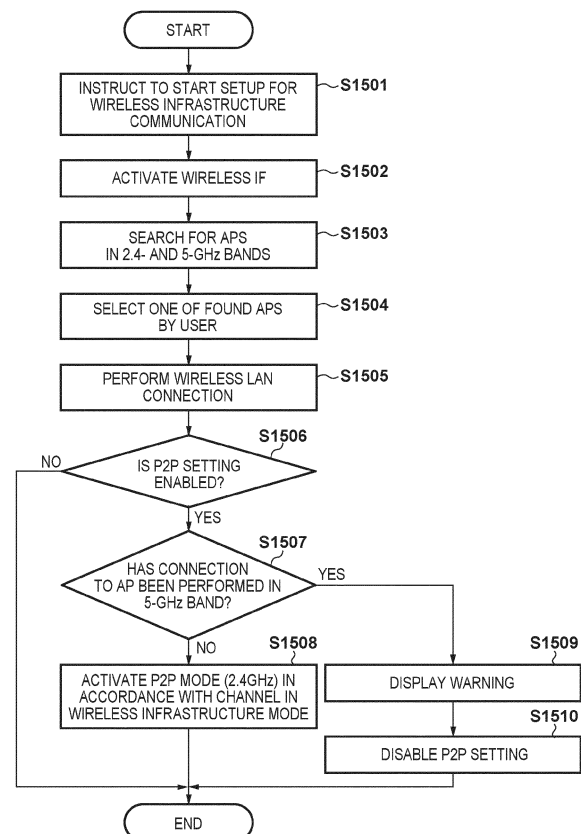 START
INSTRUCT TO START SETUP FOR
WIRELESS INFRASTRUCTURE
COMMUNICATION
S1501
ACTIVATE WIRELESS IF
S1502
SEARCH FOR APS
IN 2.4- AND 5-GHz BANDS
S1503
SELECT ONE OF FOUND APS
BY USER
S1504
PERFORM WIRELESS LAN
CONNECTION
S1505
S1506
NO
IS P2P SETTING
ENABLED?
YES
S1507
HAS CONNECTION
TO AP BEEN PERFORMED IN
5-GHz BAND?
YES
NO
S1508
ACTIVATE P2P MODE (2.4GHz) IN
ACCORDANCE WITH CHANNEL IN
WIRELESS INFRASTRUCTURE MODE
S1509
DISPLAY WARNING
S1510
DISABLE P2P SETTING
END